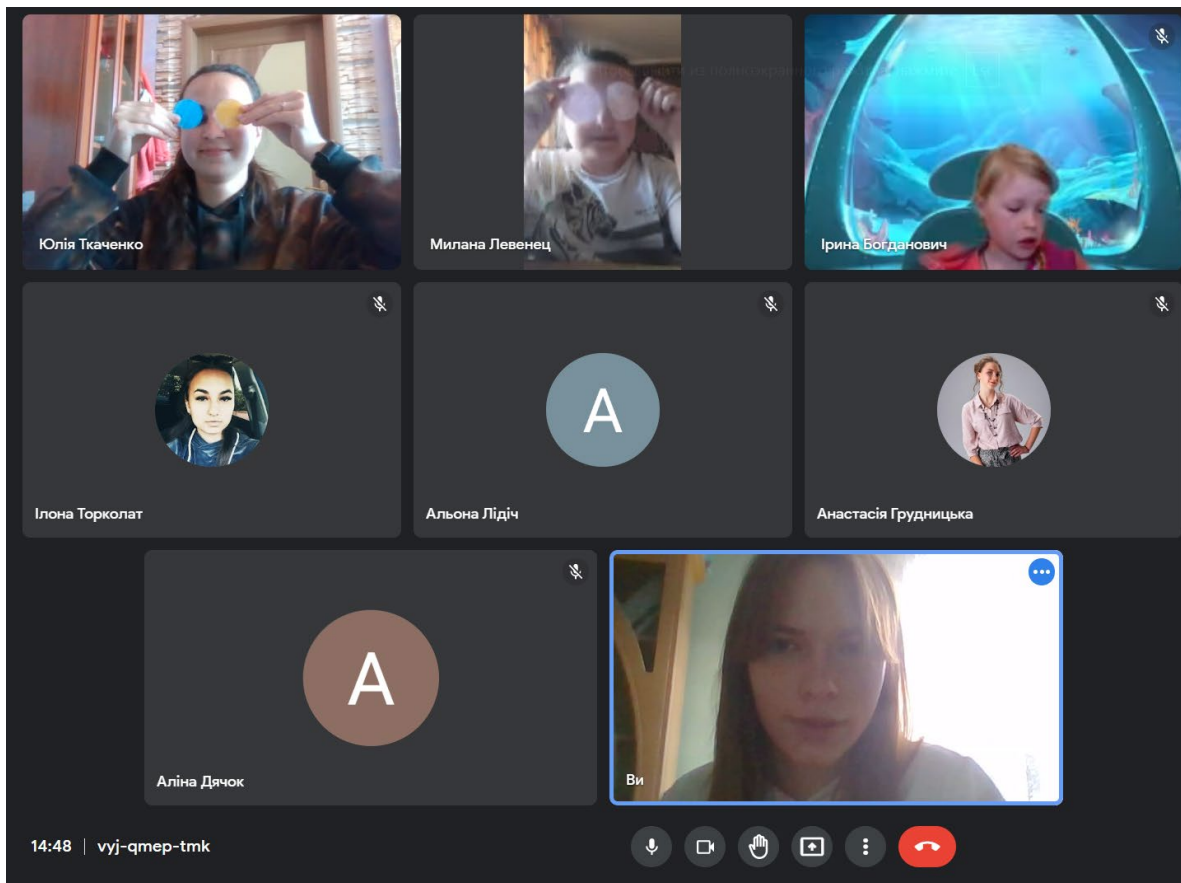 Юлія Ткаченко
Милана Левенец
Ірина Богданович
Ілона Торколат
А
Альона Лідіч
Анастасія Грудницька
А
Аліна Дячок
Ви
14:48 | vyj-qmep-tmk